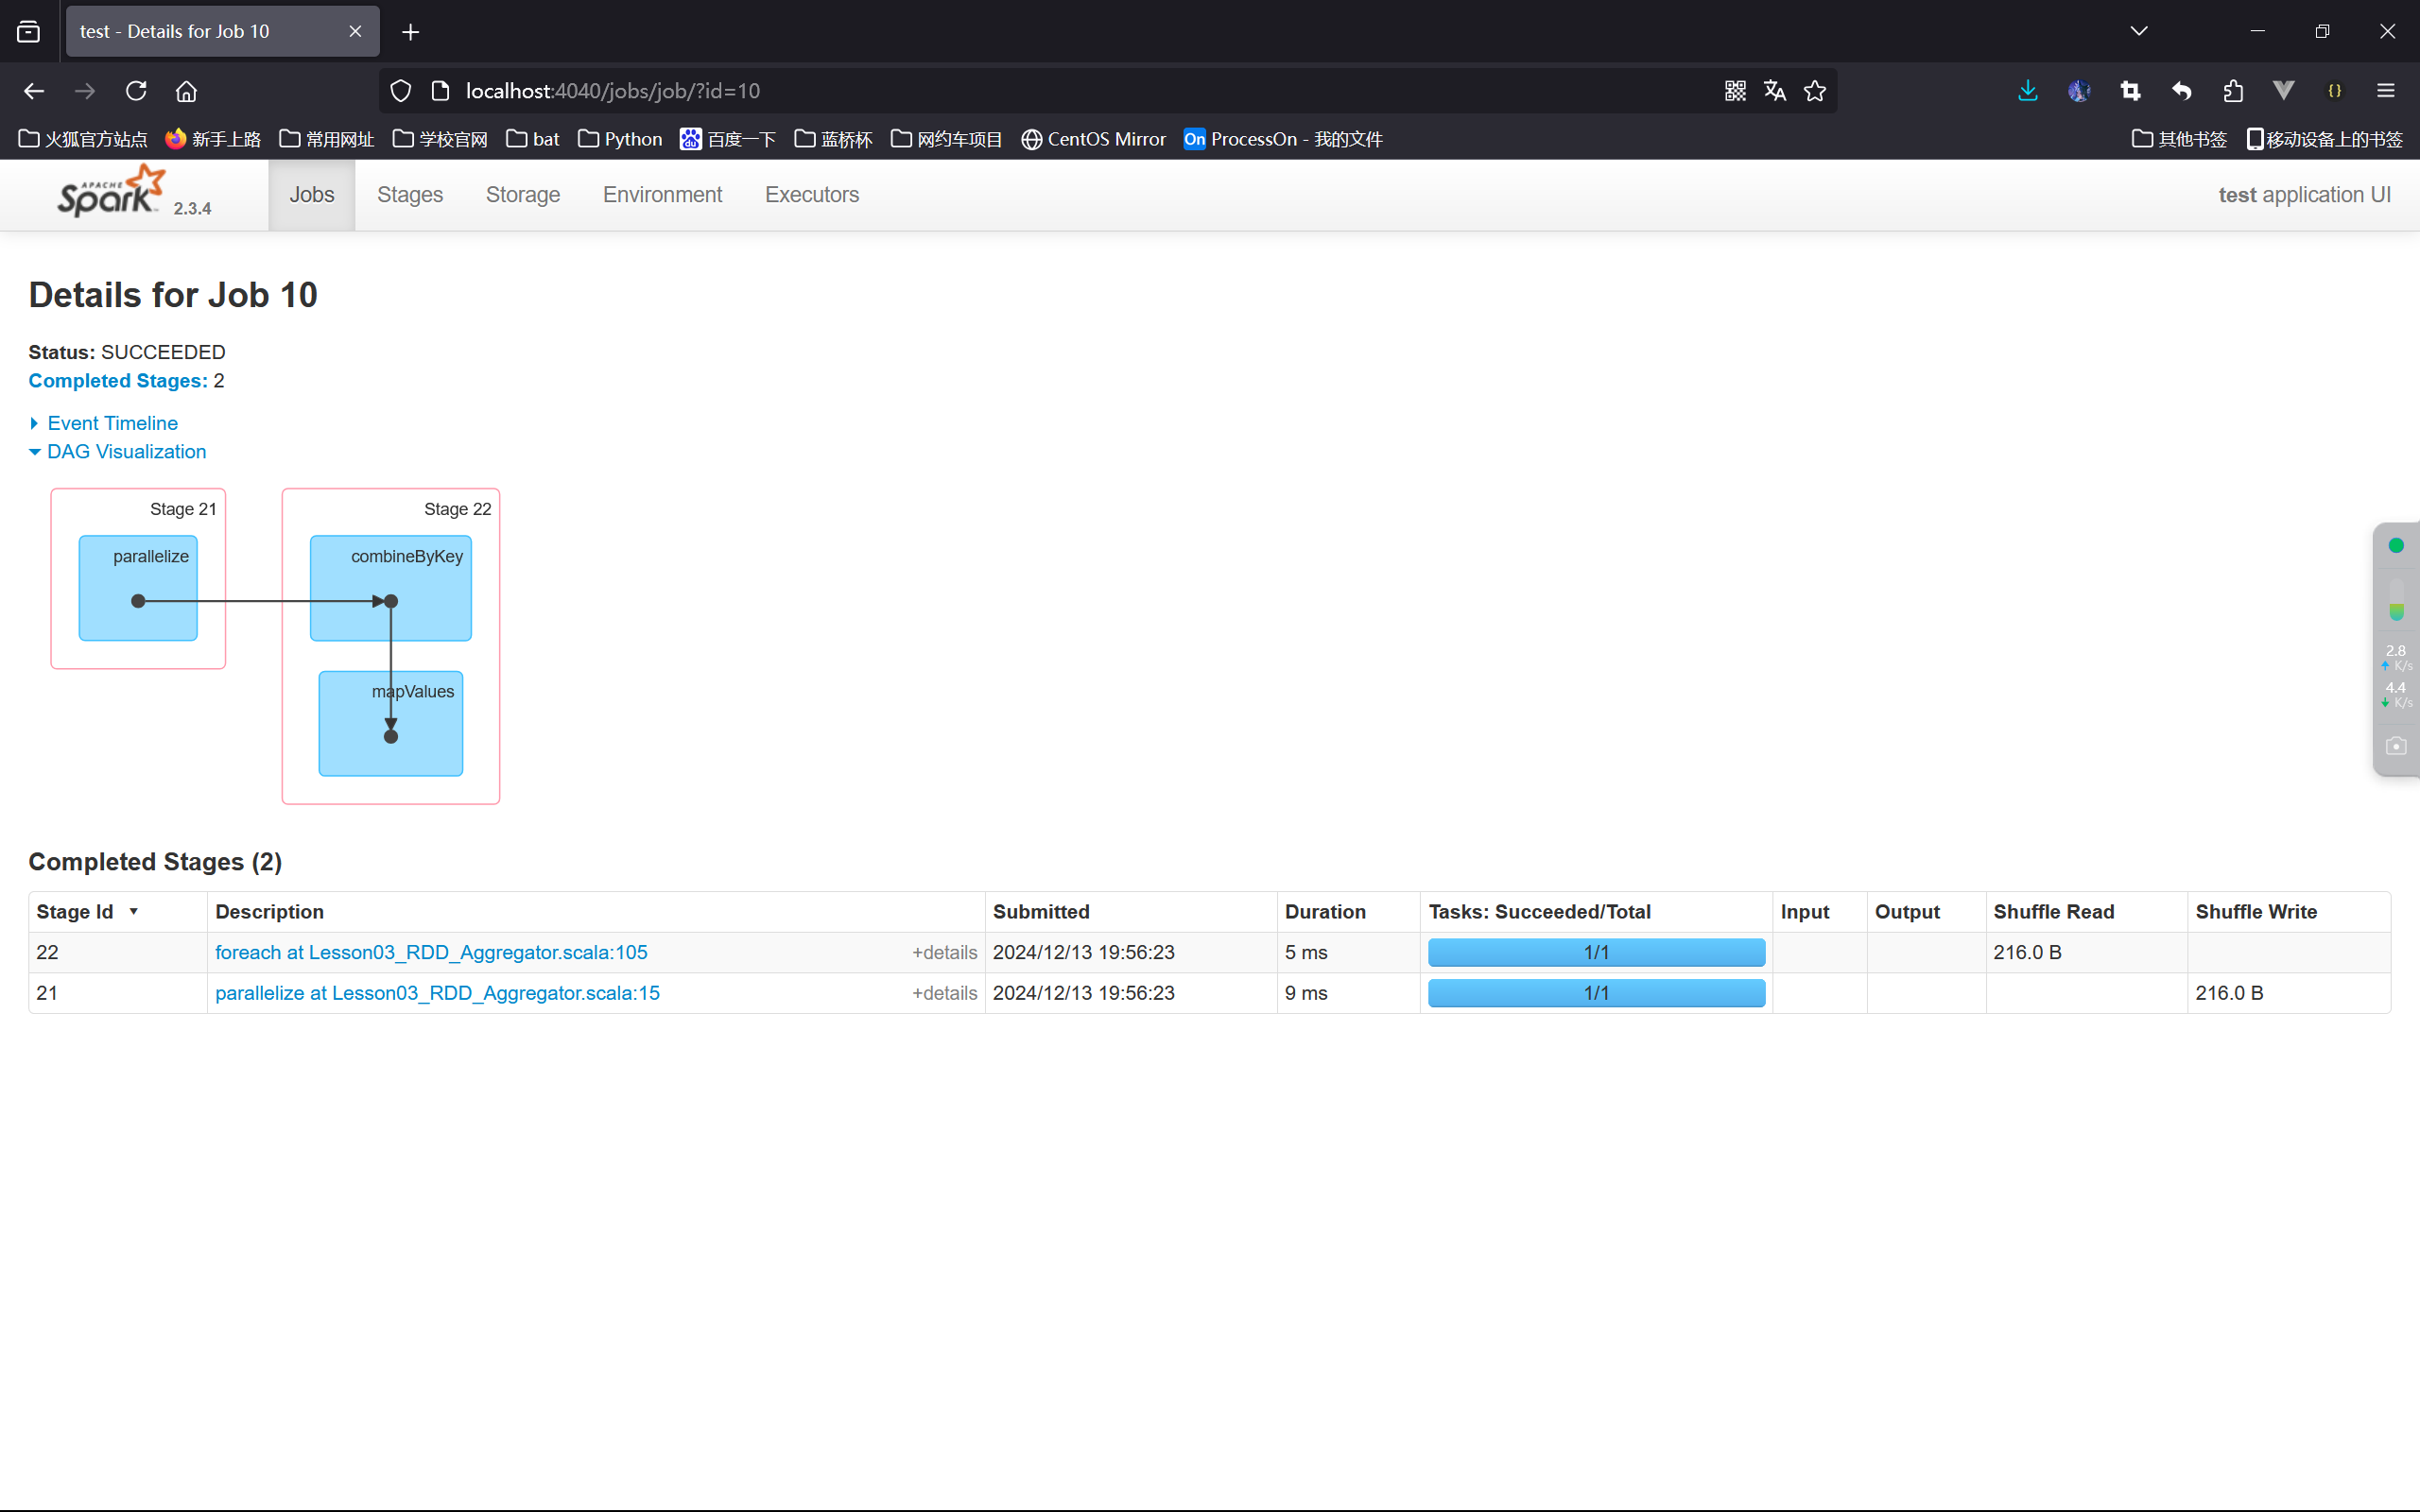 test - Details for Job 10
localhost:4040/jobs/job/?id=10
火狐官方站点 新手上路 常用网址 学校官网 bat Python du 百度一下 蓝桥杯 网约车项目 CentOS Mirror On ProcessOn - 我的文件 其他书签 移动设备上的书签
APACHE Spark™ 2.3.4 Jobs Stages Storage Environment Executors test application UI
Details for Job 10
Status: SUCCEEDED
Completed Stages: 2
Event Timeline
DAG Visualization
Stage 21 Stage 22
parallelize combineByKey
mapValues
2.8
K/s
4.4
K/s
Completed Stages (2)
Stage Id ▾ Description Submitted Duration Tasks: Succeeded/Total Input Output Shuffle Read Shuffle Write
22 foreach at Lesson03_RDD_Aggregator.scala:105 +details 2024/12/13 19:56:23 5 ms 1/1 216.0 B
21 parallelize at Lesson03_RDD_Aggregator.scala:15 +details 2024/12/13 19:56:23 9 ms 1/1 216.0 B